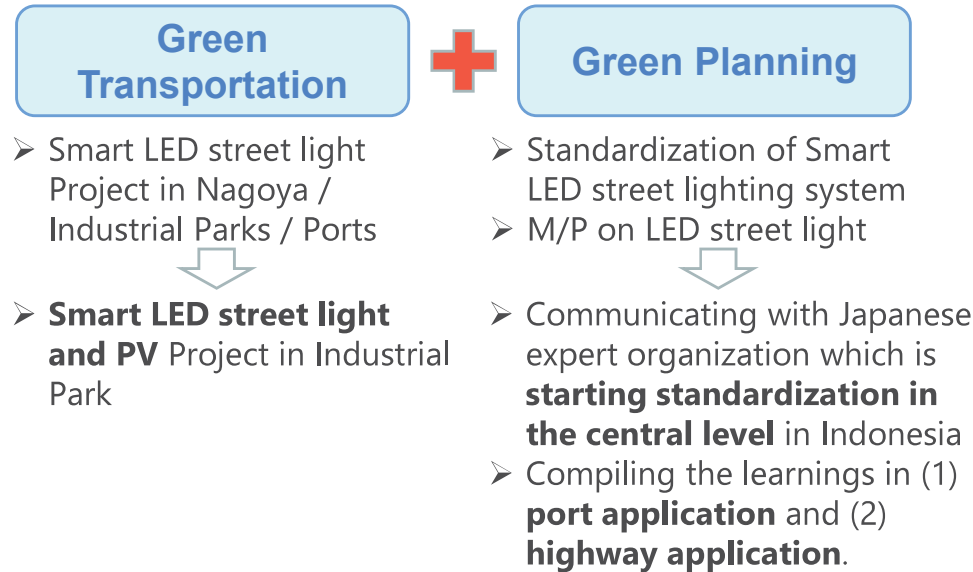 Green
Transportation
Green Planning
➢ Smart LED street light
Project in Nagoya /
Industrial Parks / Ports
➢ Smart LED street light
and PV Project in Industrial
Park
➢ Standardization of Smart
LED street lighting system
➢ M/P on LED street light
➢ Communicating with Japanese
expert organization which is
starting standardization in
the central level in Indonesia
➢ Compiling the learnings in (1)
port application and (2)
highway application.